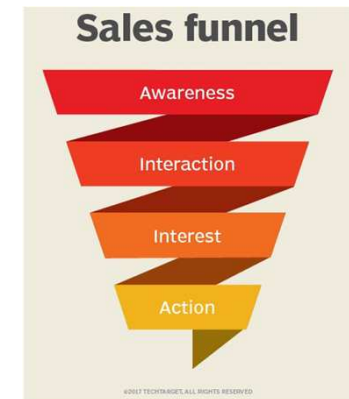 Sales funnel
Awareness
Interaction
Interest
Action
©2017 TECHTARGET, ALL RIGHTS RESERVED